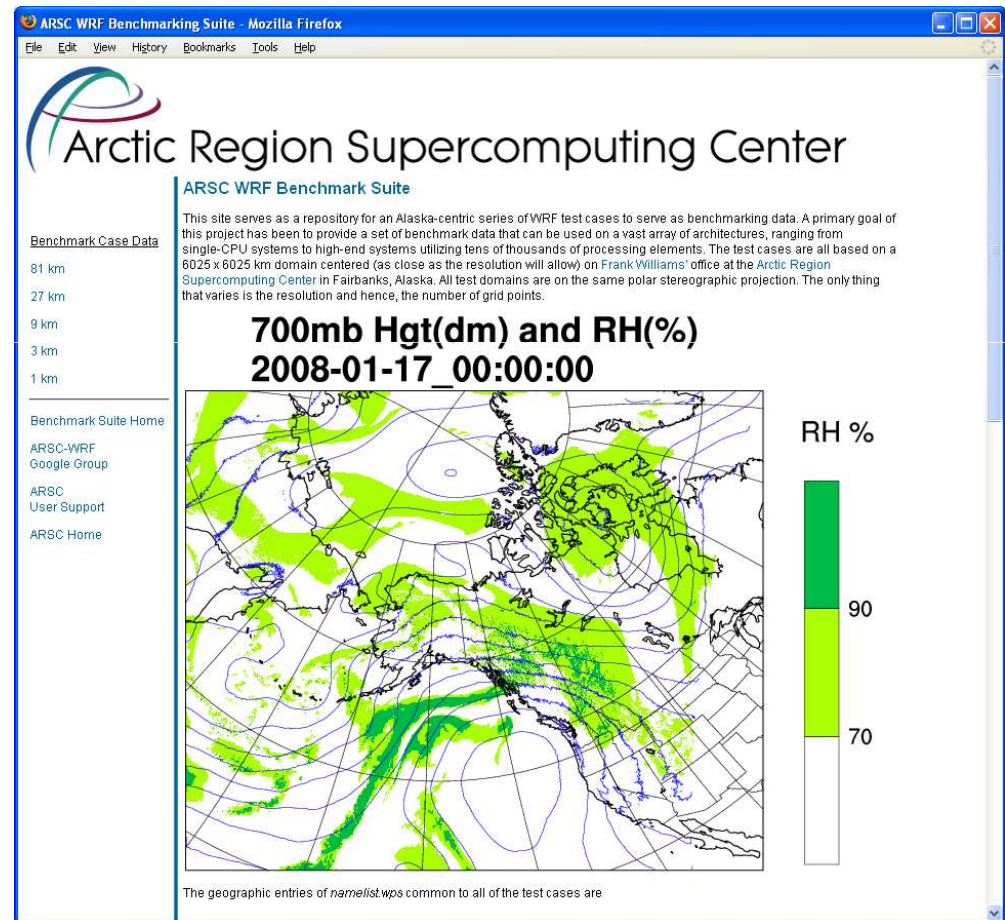 ARSC WRF Benchmarking Suite - Mozilla Firefox
File Edit View History Bookmarks Tools Help
Arctic Region Supercomputing Center
Benchmark Case Data
81 km
27 km
9 km
3 km
1 km
Benchmark Suite Home
ARSC-WRF
Google Group
ARSC
User Support
ARSC Home
ARSC WRF Benchmark Suite
This site serves as a repository for an Alaska-centric series of WRF test cases to serve as benchmarking data. A primary goal of
this project has been to provide a set of benchmark data that can be used on a vast array of architectures, ranging from
single-CPU systems to high-end systems utilizing tens of thousands of processing elements. The test cases are all based on a
6025 x 6025 km domain centered (as close as the resolution will allow) on Frank Williams' office at the Arctic Region
Supercomputing Center in Fairbanks, Alaska. All test domains are on the same polar stereographic projection. The only thing
that varies is the resolution and hence, the number of grid points.
700mb Hgt(dm) and RH(%)
2008-01-17_00:00:00
RH %
90
70
The geographic entries of namelist.wps common to all of the test cases are